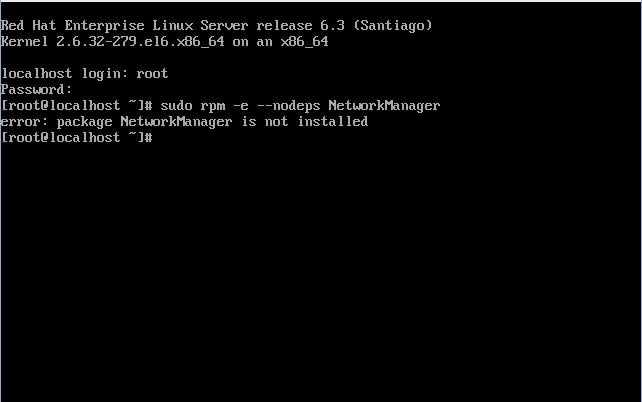 Red Hat Enterprise Linux Server release 6.3 (Santiago)
Kernel 2.6.32-279.el6.x86_64 on an x86_64
localhost login: root
Password:
[root@localhost ~]# sudo rpm -e --nodeps NetworkManager
error: package NetworkManager is not installed
[root@localhost ~]#